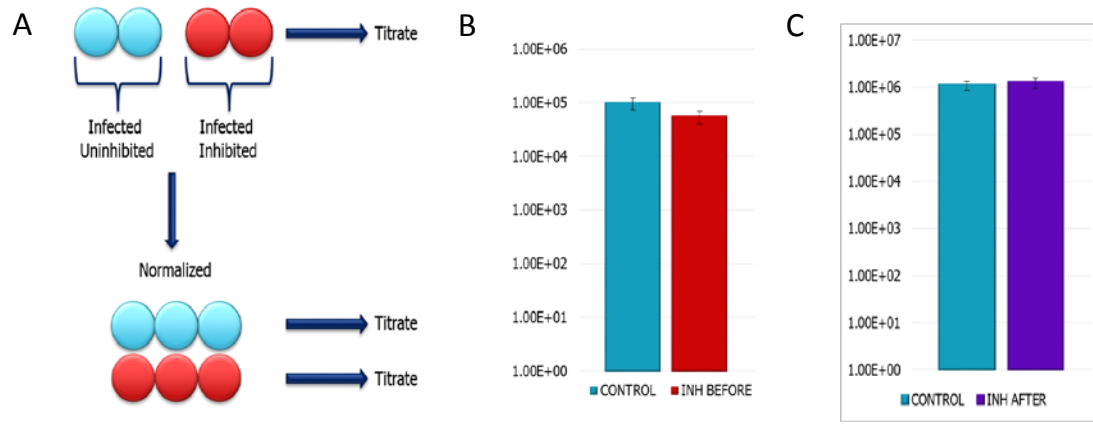 A
Titrate
Infected
Uninhibited
Infected
Inhibited
Normalized
Titrate
Titrate
B
1.00E+06
1.00E+05
1.00E+04
1.00E+03
1.00E+02
1.00E+01
1.00E+00
CONTROL INH BEFORE
C
1.00E+07
1.00E+06
1.00E+05
1.00E+04
1.00E+03
1.00E+02
1.00E+01
1.00E+00
CONTROL INH AFTER